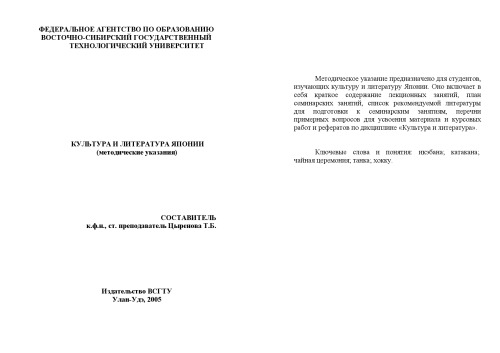 ФЕДЕРАЛЬНОЕ АГЕНТСТВО ПО ОБРАЗОВАНИЮ
ВОСТОЧНО-СИБИРСКИЙ ГОСУДАРСТВЕННЫЙ
ТЕХНОЛОГИЧЕСКИЙ УНИВЕРСИТЕТ
КУЛЬТУРА И ЛИТЕРАТУРА ЯПОНИИ
(методические указания)
СОСТАВИТЕЛЬ
к.ф.н., ст. преподаватель Цыренова Т.Б.
Издательство ВСГТУ
Улан-Удэ, 2005
Методическое указание предназначено для студентов,
изучающих культуру и литературу Японии. Оно включает в
себя краткое содержание лекционных занятий, план
семинарских занятий, список рекомендуемой литературы
для подготовки к семинарским занятиям, перечни
примерных вопросов для усвоения материала и курсовых
работ и рефератов по дисциплине «Культура и литература».
Ключевые слова и понятия: икэбана, катакана,
чайная церемония, танка, хокку.